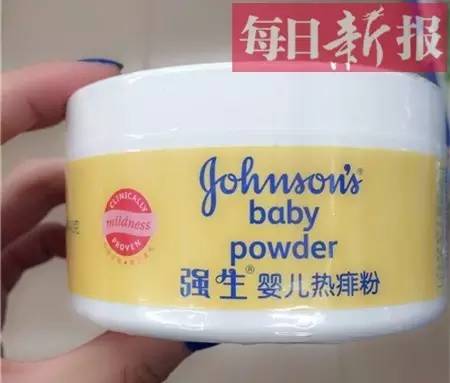 每日新报
Johnson's
baby
powder
CLINICALLY
mildness
PROVEN
强生® 婴儿热痱粉